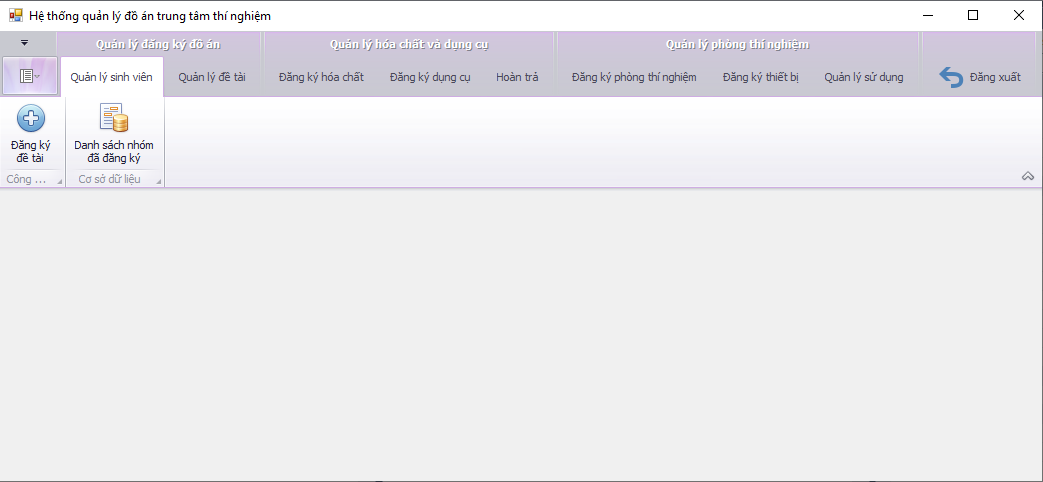 Hệ thống quản lý đồ án trung tâm thí nghiệm
Quản lý đăng ký đồ án
Quản lý hóa chất và dụng cụ
Quản lý phòng thí nghiệm
Quản lý sinh viên
Quản lý đề tài
Đăng ký hóa chất
Đăng ký dụng cụ
Hoàn trả
Đăng ký phòng thí nghiệm
Đăng ký thiết bị
Quản lý sử dụng
Đăng xuất
Đăng ký
đề tài
Danh sách nhóm
đã đăng ký
Công ...
Cơ sở dữ liệu